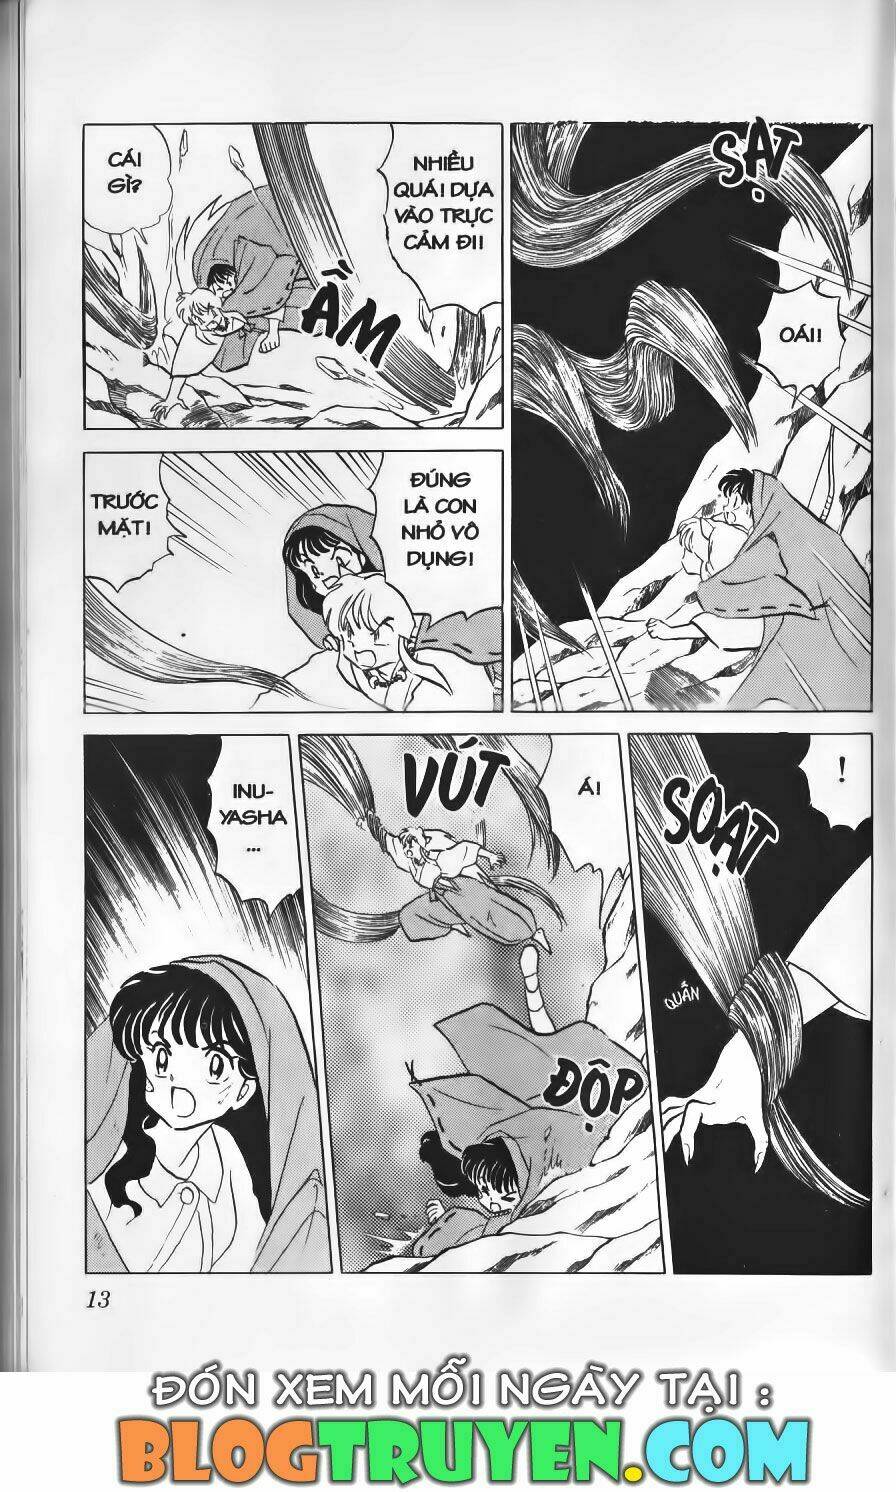 SẠT
OÁI!
NHIỀU
QUÁ! DỰA
VÀO TRỰC
CẢM ĐI!
CÁI
GÌ?
ẦM
ĐÚNG
LÀ CON
NHỎ VÔ
DỤNG!
TRƯỚC
MẶT!
!
SOẠT
QUẤN
Á!
VÚT
ĐỘP
INU-
YASHA
...
13
ĐÓN XEM MỖI NGÀY TẠI :
BLOGTRUYEN.COM